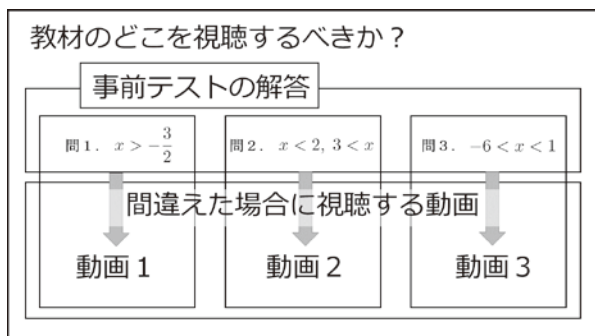 教材のどこを視聴するべきか？
事前テストの解答
問１． x > -3/2
問２． x < 2, 3 < x
問３． -6 < x < 1
間違えた場合に視聴する動画
動画１
動画２
動画３